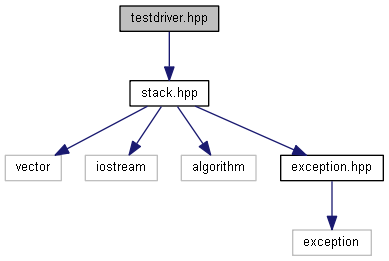 testdriver.hpp
stack.hpp
vector
iostream
algorithm
exception.hpp
exception